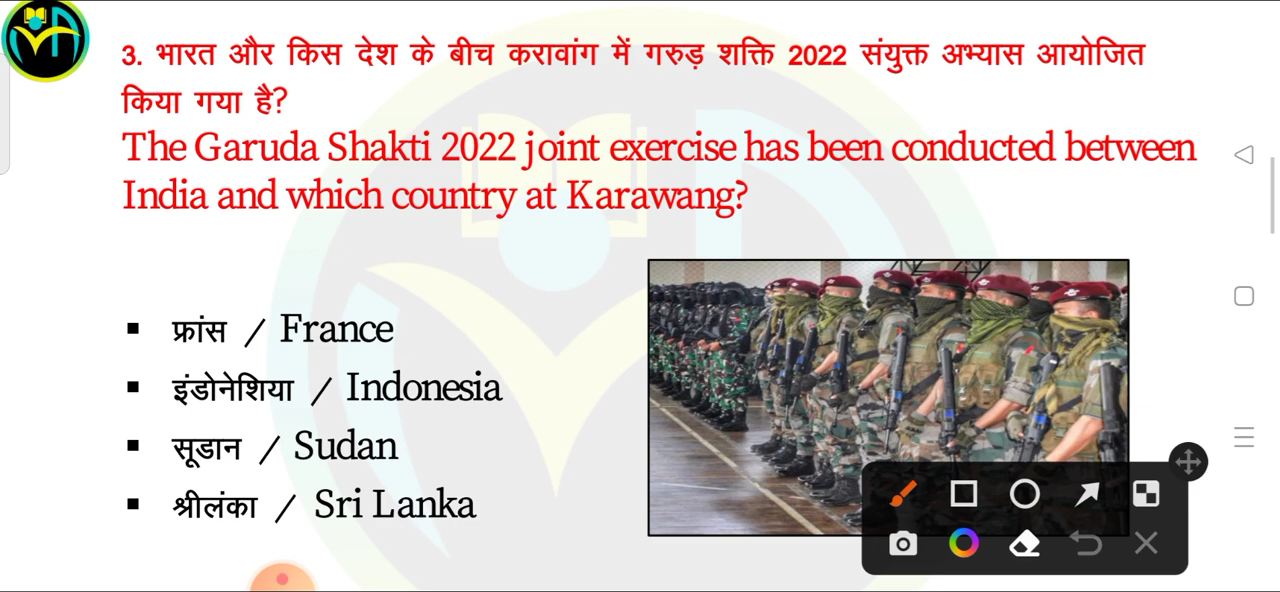 3. भारत और किस देश के बीच करावांग में गरुड़ शक्ति 2022 संयुक्त अभ्यास आयोजित
किया गया है?
The Garuda Shakti 2022 joint exercise has been conducted between
India and which country at Karawang?
▪ फ्रांस / France
▪ इंडोनेशिया / Indonesia
▪ सूडान / Sudan
▪ श्रीलंका / Sri Lanka